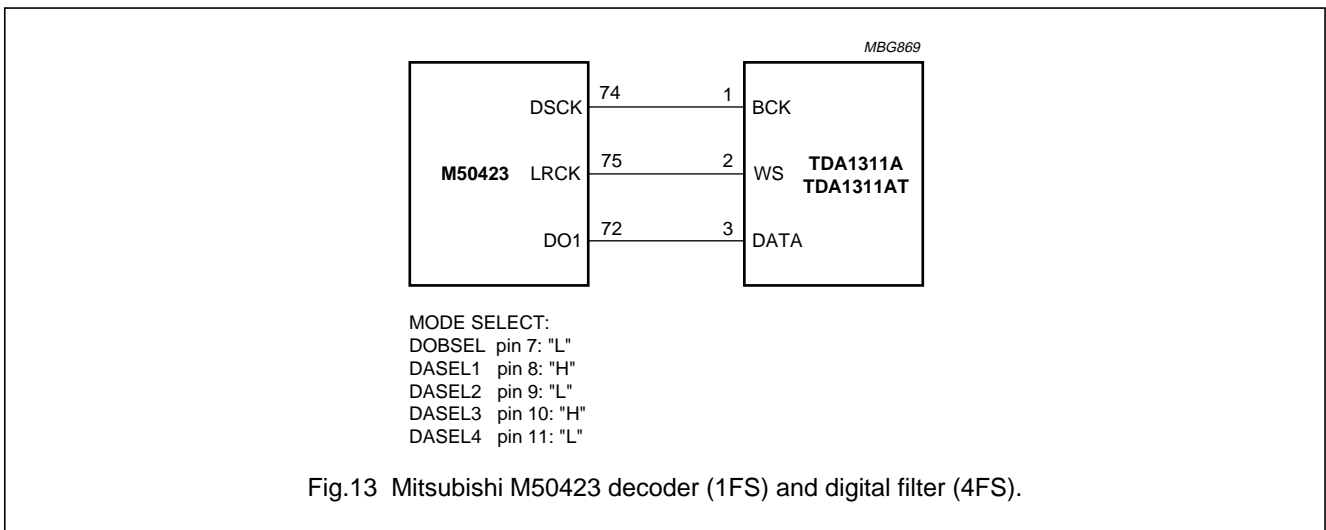 MBG869
DSCK 74 1 BCK
M50423 LRCK 75 2 WS TDA1311A
TDA1311AT
DO1 72 3 DATA
MODE SELECT:
DOBSEL pin 7: "L"
DASEL1 pin 8: "H"
DASEL2 pin 9: "L"
DASEL3 pin 10: "H"
DASEL4 pin 11: "L"
Fig.13 Mitsubishi M50423 decoder (1FS) and digital filter (4FS).